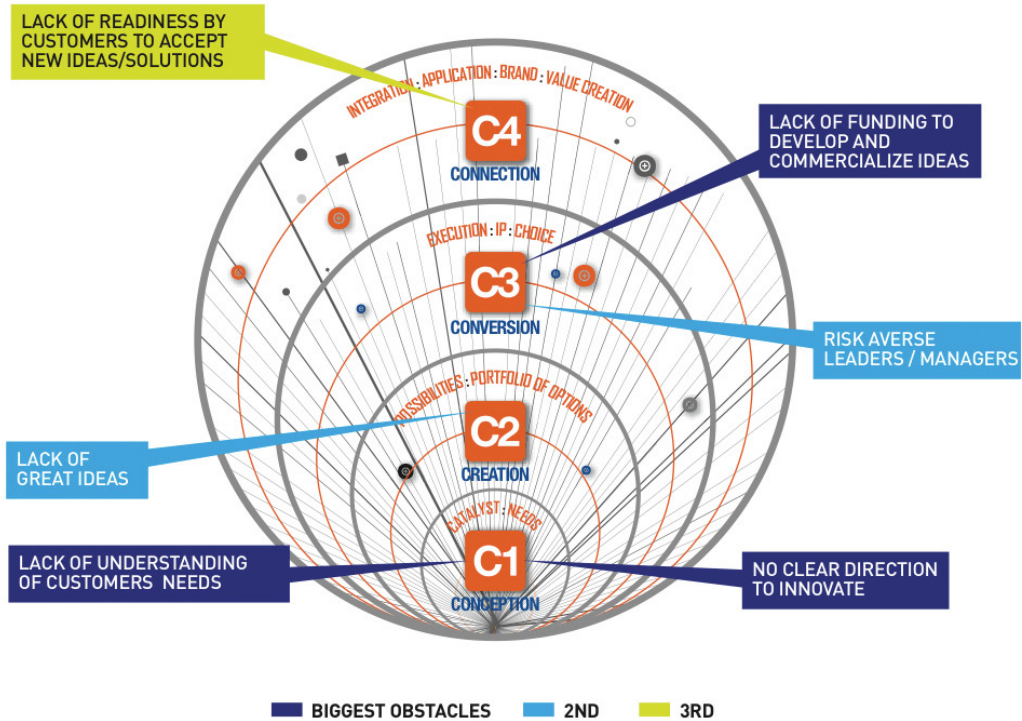 LACK OF READINESS BY
CUSTOMERS TO ACCEPT
NEW IDEAS/SOLUTIONS
INTEGRATION : APPLICATION : BRAND : VALUE CREATION
C4
CONNECTION
LACK OF FUNDING TO
DEVELOP AND
COMMERCIALIZE IDEAS
EXECUTION : IP : CHOICE
C3
CONVERSION
RISK AVERSE
LEADERS / MANAGERS
POSSIBILITIES : PORTFOLIO OF OPTIONS
C2
CREATION
LACK OF
GREAT IDEAS
CATALYST : NEEDS
C1
CONCEPTION
LACK OF UNDERSTANDING
OF CUSTOMERS NEEDS
NO CLEAR DIRECTION
TO INNOVATE
BIGGEST OBSTACLES
2ND
3RD